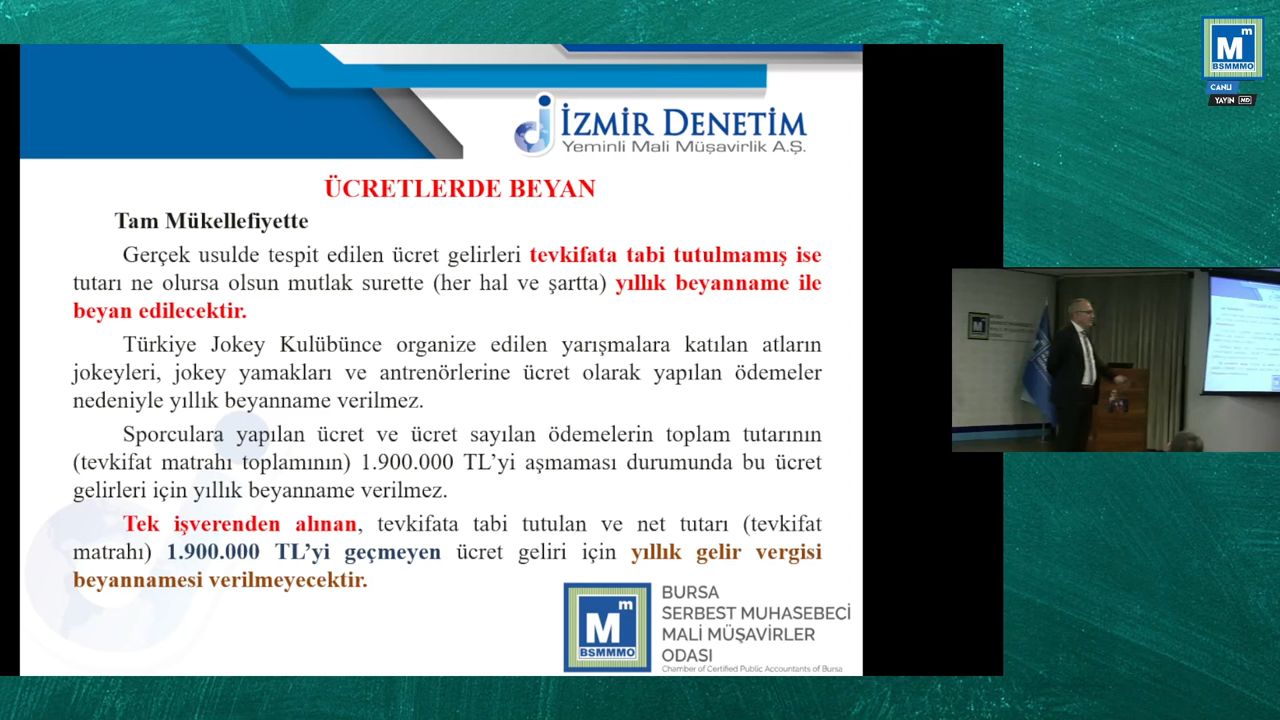 M
m
BSMMMO
CANLI
YAYIN HD
İZMİR DENETİM
Yeminli Mali Müşavirlik A.Ş.
ÜCRETLERDE BEYAN
Tam Mükellefiyette
Gerçek usulde tespit edilen ücret gelirleri tevkifata tabi tutulmamış ise
tutarı ne olursa olsun mutlak surette (her hal ve şartta) yıllık beyanname ile
beyan edilecektir.
Türkiye Jokey Kulübünce organize edilen yarışmalara katılan atların
jokeyleri, jokey yamakları ve antrenörlerine ücret olarak yapılan ödemeler
nedeniyle yıllık beyanname verilmez.
Sporculara yapılan ücret ve ücret sayılan ödemelerin toplam tutarının
(tevkifat matrahı toplamının) 1.900.000 TL’yi aşmaması durumunda bu ücret
gelirleri için yıllık beyanname verilmez.
Tek işverenden alınan, tevkifata tabi tutulan ve net tutarı (tevkifat
matrahı) 1.900.000 TL’yi geçmeyen ücret geliri için yıllık gelir vergisi
beyannamesi verilmeyecektir.
M
m
BSMMMO
BURSA
SERBEST MUHASEBECİ
MALİ MÜŞAVİRLER
ODASI
Chamber of Certified Public Accountants of Bursa